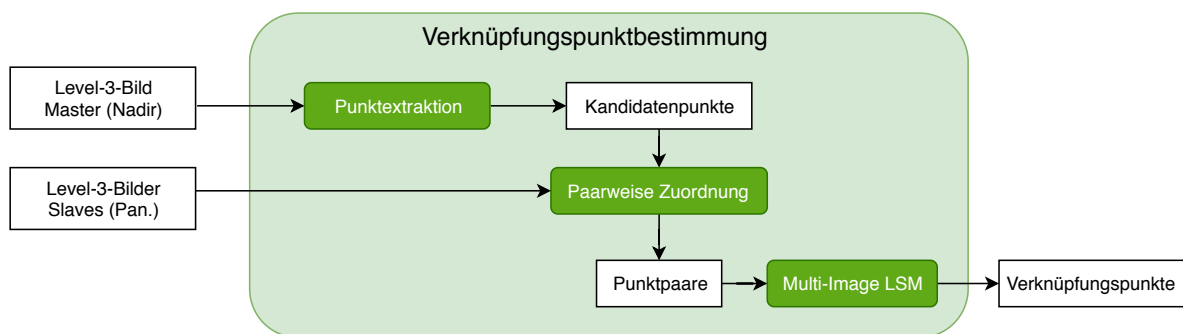 Verknüpfungspunktbestimmung
Level-3-Bild
Master (Nadir)
Punktextraktion
Kandidatenpunkte
Level-3-Bilder
Slaves (Pan.)
Paarweise Zuordnung
Punktpaare
Multi-Image LSM
Verknüpfungspunkte